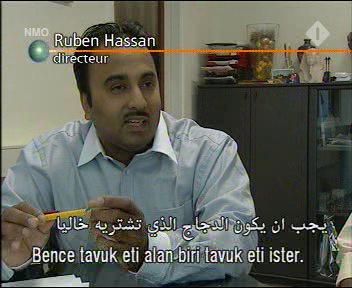 NMO
Ruben Hassan
directeur
1
يجب ان يكون الدجاج الذي تشتريه خالياً
Bence tavuk eti alan biri tavuk eti ister.